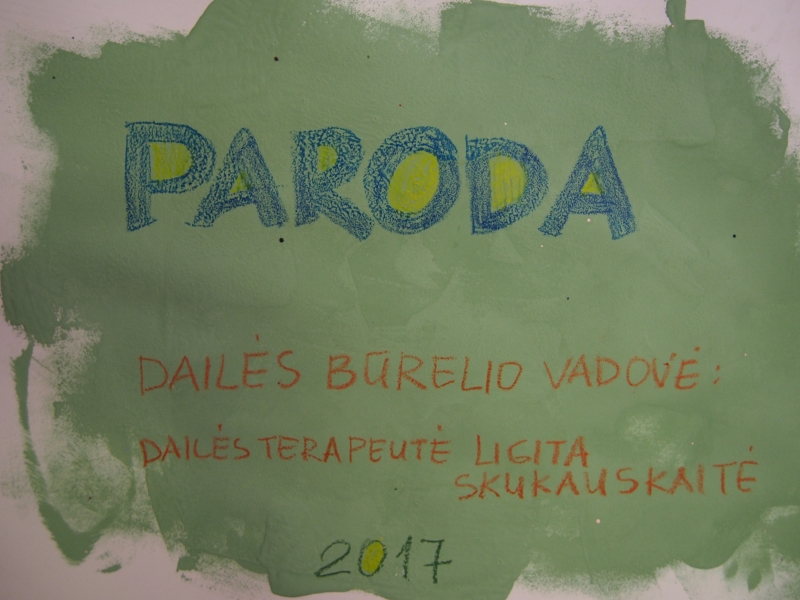 PARODA
DAILĖS BŪRELIO VADOVĖ:
DAILĖS TERAPEUTĖ LIGITA
SKUKAUSKAITĖ
2017